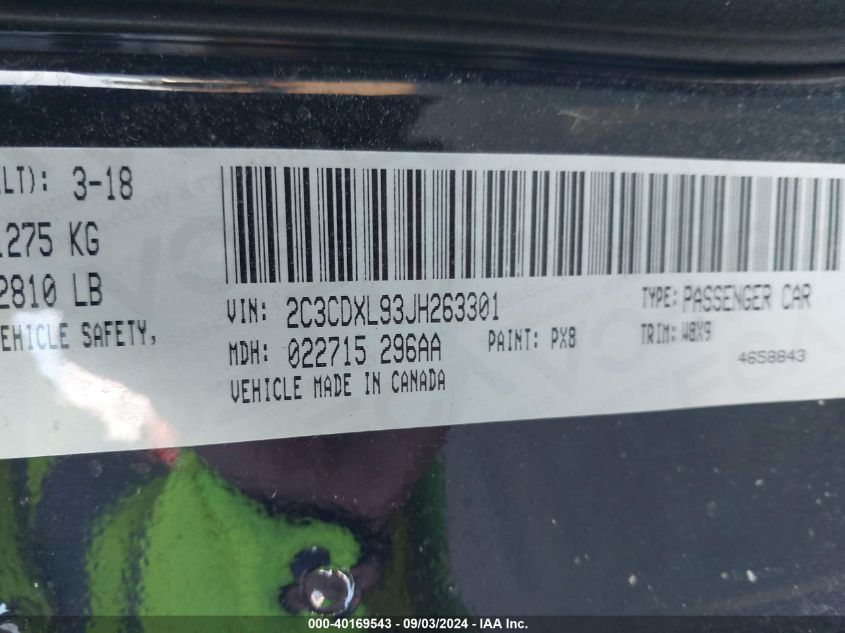 LT): 3-18
1275 KG
2810 LB
EHICLE SAFETY,
VIN: 2C3CDXL93JH263301
TYPE: PASSENGER CAR
MDH: 022715 296AA
PAINT: PX8
TRIM: W8X9
4658843
VEHICLE MADE IN CANADA
000-40169543 - 09/03/2024 - IAA Inc.